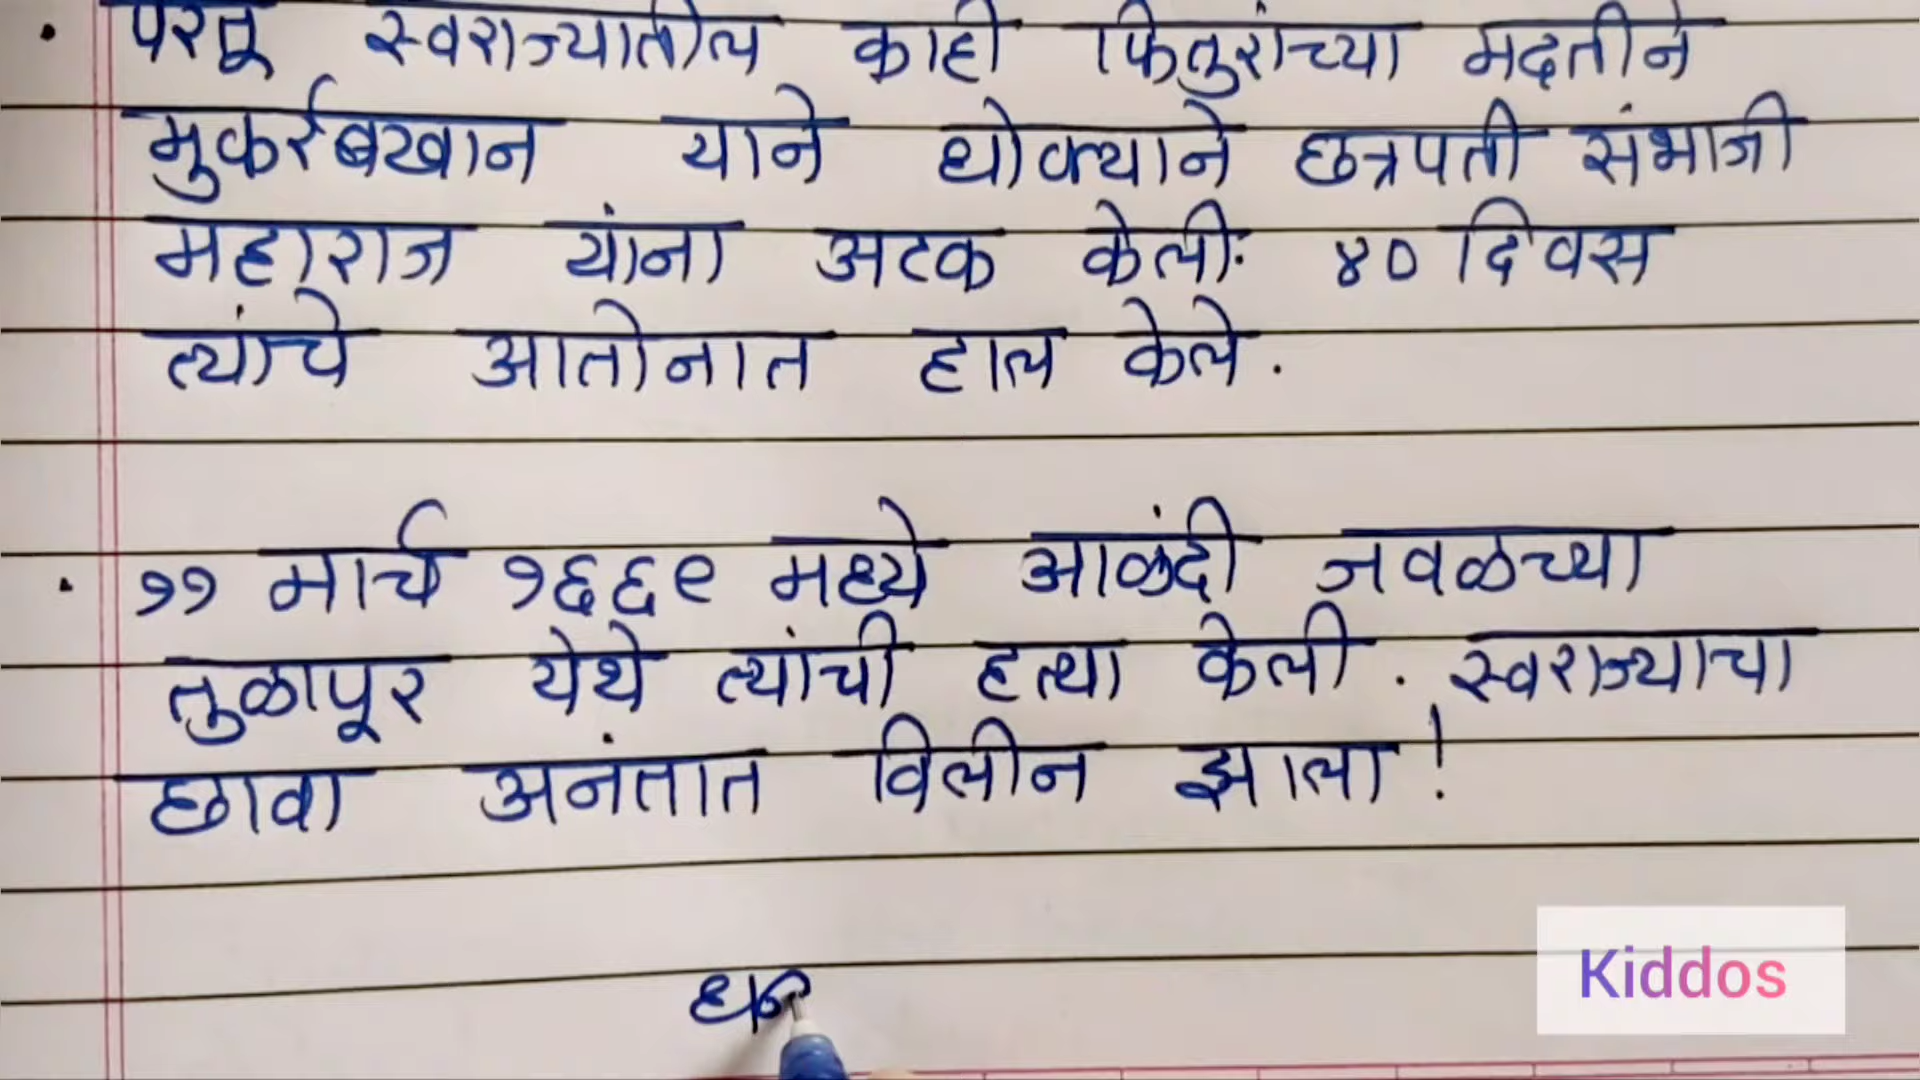 • परंतू स्वराज्यातील काही फितुरांच्या मदतीने
मुकर्रबखान याने धोक्याने छत्रपती संभाजी
महाराज यांना अटक केली. ४० दिवस
त्यांचे आतोनात हाल केले.
• ११ मार्च १६६९ मध्ये आळंदी जवळच्या
तुळापूर येथे त्यांची हत्या केली. स्वराज्याचा
छावा अनंतात विलीन झाला!
Kiddos